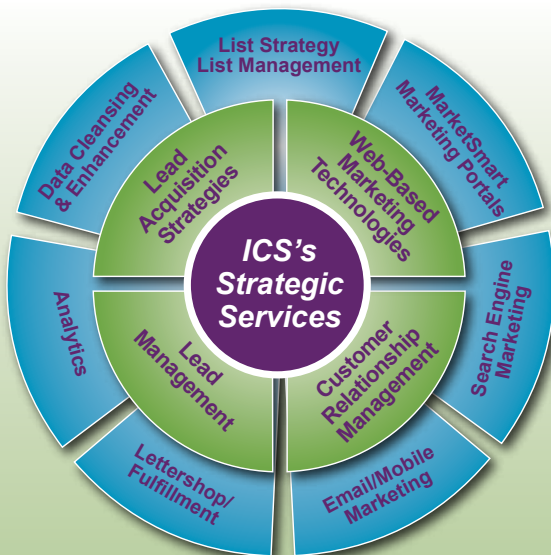 List Strategy
List Management
MarketSmart
Marketing Portals
Search Engine
Marketing
Email/Mobile
Marketing
Lettershop/
Fulfillment
Analytics
Data Cleansing
& Enhancement
Lead
Acquisition
Strategies
Web-Based
Marketing
Technologies
Customer
Relationship
Management
Lead
Management
ICS's
Strategic
Services